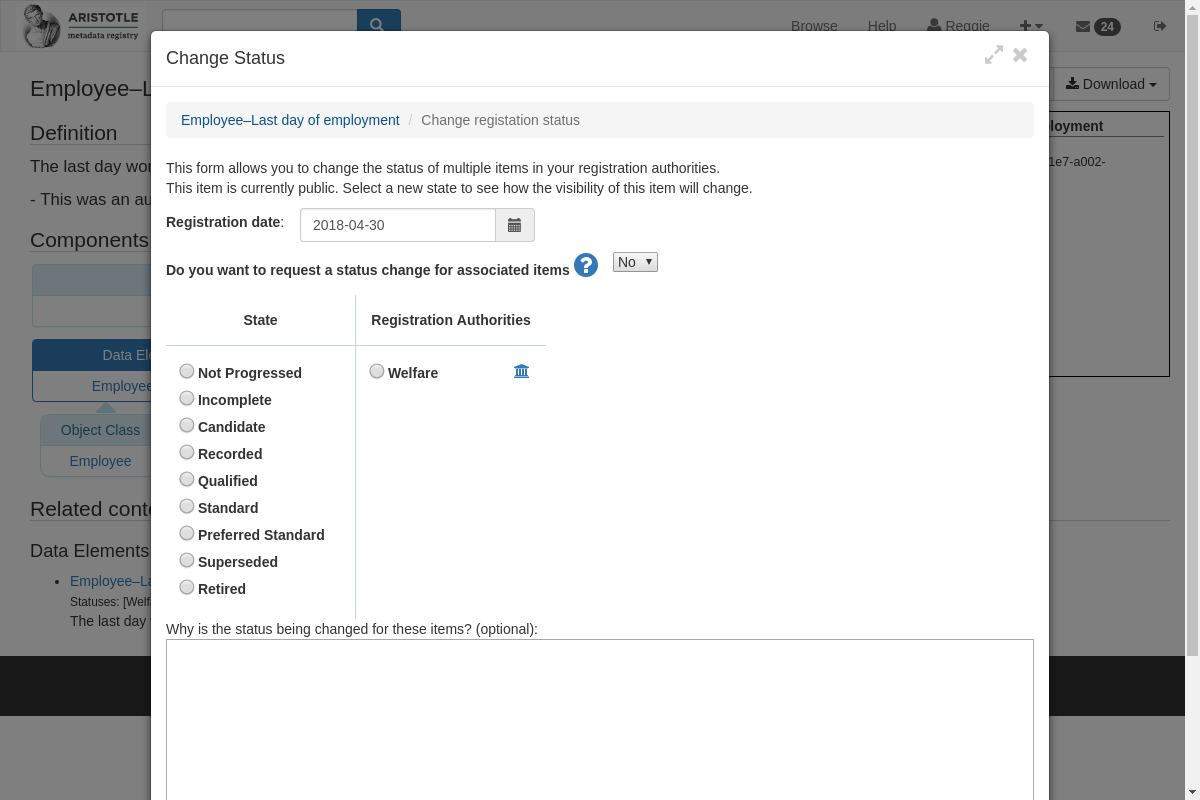 ARISTOTLE
metadata registry
Browse
Help
Reggie
24
Change Status
Employee–L
Download
Employee–Last day of employment / Change registation status
Definition
loyment
The last day wor
1e7-a002-
This form allows you to change the status of multiple items in your registration authorities.
This item is currently public. Select a new state to see how the visibility of this item will change.
- This was an au
Registration date:
2018-04-30
Components
Do you want to request a status change for associated items
?
No
State
Registration Authorities
Data Ele
Not Progressed
Welfare
Employee
Incomplete
Candidate
Object Class
Recorded
Employee
Qualified
Standard
Related conte
Preferred Standard
Data Elements
Superseded
Employee–La
Retired
Statuses: [Welfa
The last day
Why is the status being changed for these items? (optional):